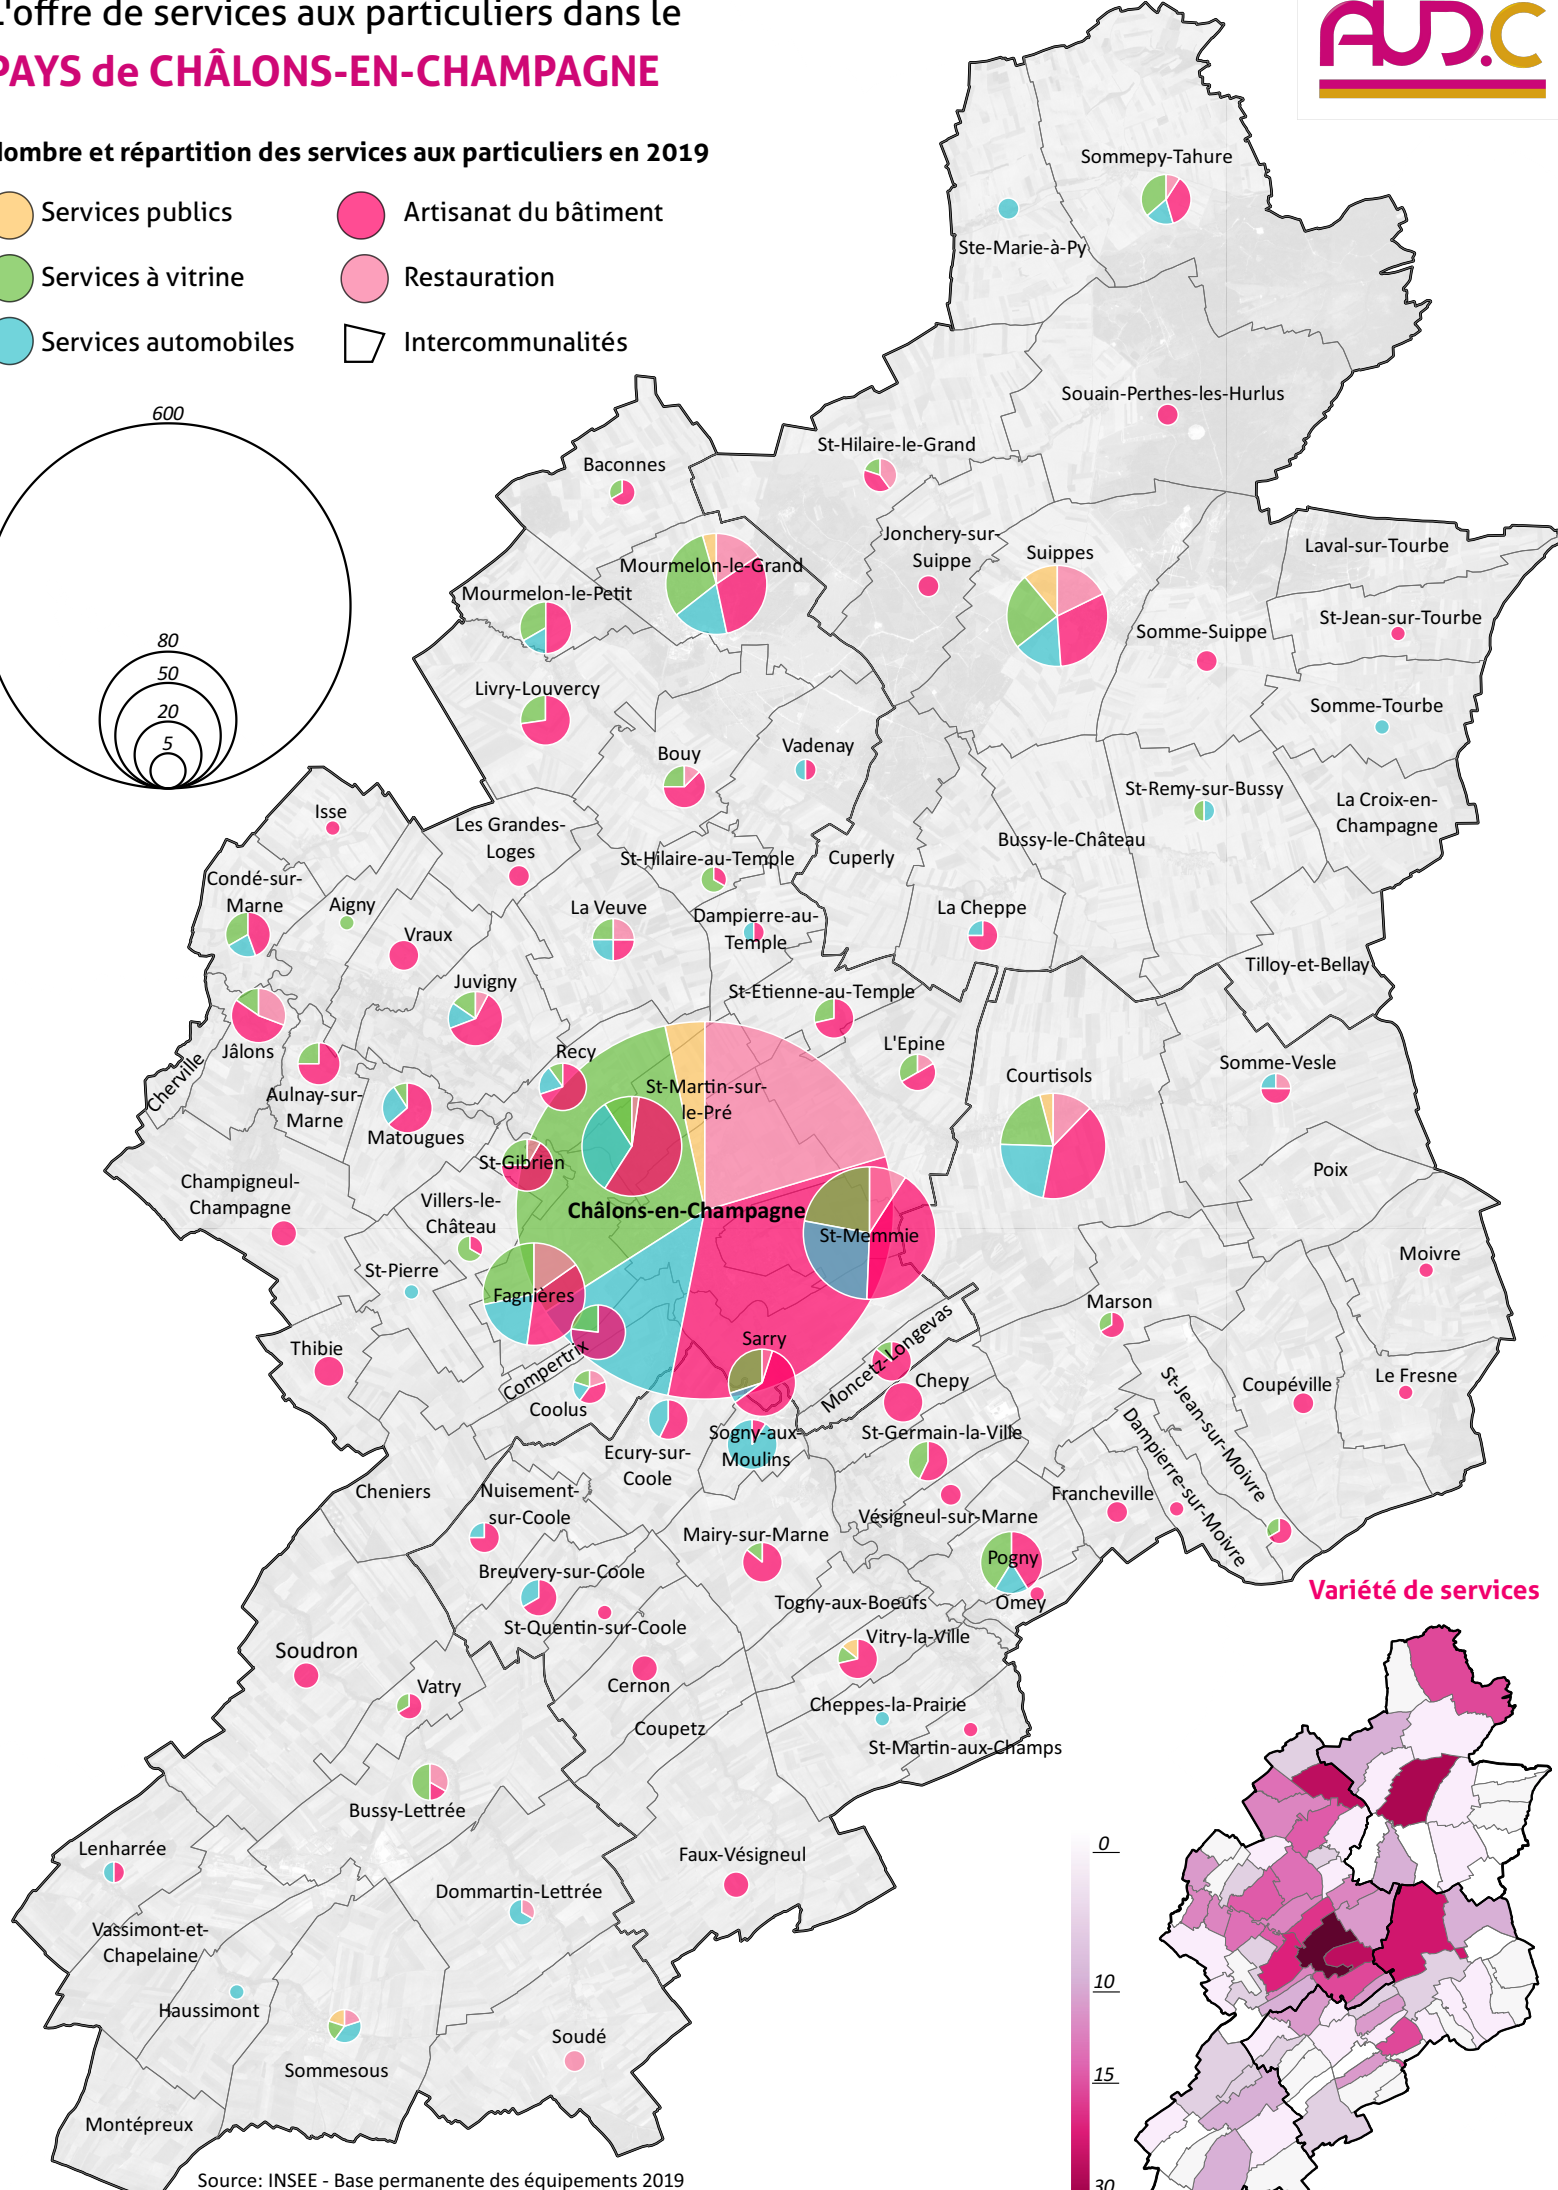 L'offre de services aux particuliers dans le
PAYS de CHÂLONS-EN-CHAMPAGNE
AUD.C
Nombre et répartition des services aux particuliers en 2019
Services publics
Artisanat du bâtiment
Services à vitrine
Restauration
Services automobiles
Intercommunalités
600
80
50
20
5
Sommepy-Tahure
Ste-Marie-à-Py
Souain-Perthes-les-Hurlus
St-Hilaire-le-Grand
Baconnes
Jonchery-sur-
Suippe
Suippes
Laval-sur-Tourbe
Mourmelon-le-Grand
Mourmelon-le-Petit
St-Jean-sur-Tourbe
Somme-Suippe
Livry-Louvercy
Somme-Tourbe
Bouy
Vadenay
St-Remy-sur-Bussy
La Croix-en-
Champagne
Isse
Les Grandes-
Loges
Bussy-le-Château
St-Hilaire-au-Temple
Cuperly
Condé-sur-
Marne
Aigny
La Veuve
Dampierre-au-
Temple
La Cheppe
Vraux
Tilloy-et-Bellay
Juvigny
St-Etienne-au-Temple
Jâlons
Cherville
Recy
L'Epine
Courtisols
Somme-Vesle
Aulnay-sur-
Marne
St-Martin-sur-
le-Pré
Matougues
St-Gibrien
Poix
Champigneul-
Champagne
Villers-le-
Château
Châlons-en-Champagne
St-Memmie
Moivre
St-Pierre
Fagnières
Marson
Thibie
Compertrix
Sarry
Moncetz-Longevas
Chepy
St-Jean-sur-Moivre
Coupéville
Le Fresne
Coolus
Ecury-sur-
Coole
Sogny-aux-
Moulins
St-Germain-la-Ville
Dampierre-sur-Moivre
Cheniers
Nuisement-
sur-Coole
Francheville
Vésigneul-sur-Marne
Mairy-sur-Marne
Pogny
Breuvery-sur-Coole
Togny-aux-Boeufs
Omey
Variété de services
St-Quentin-sur-Coole
Vitry-la-Ville
Soudron
Vatry
Cernon
Cheppes-la-Prairie
Coupetz
St-Martin-aux-Champs
Bussy-Lettrée
Lenharrée
Faux-Vésigneul
0
Dommartin-Lettrée
Vassimont-et-
Chapelaine
Haussimont
10
Soudé
Sommesous
15
Montépreux
Source: INSEE - Base permanente des équipements 2019
30